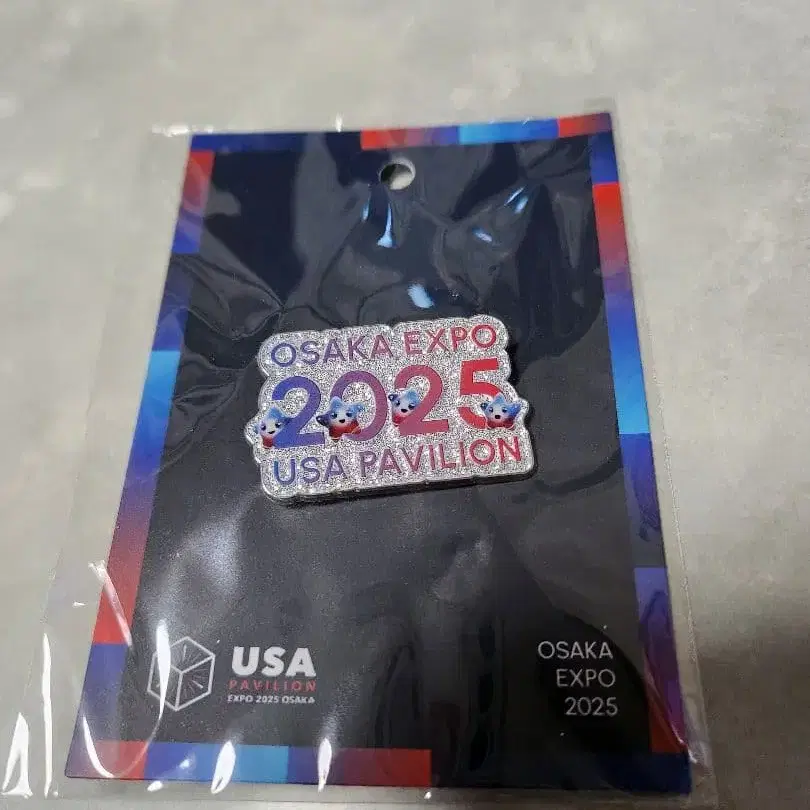 OSAKA EXPO
2025
USA PAVILION
USA
PAVILION
EXPO 2025 OSAKA
OSAKA
EXPO
2025